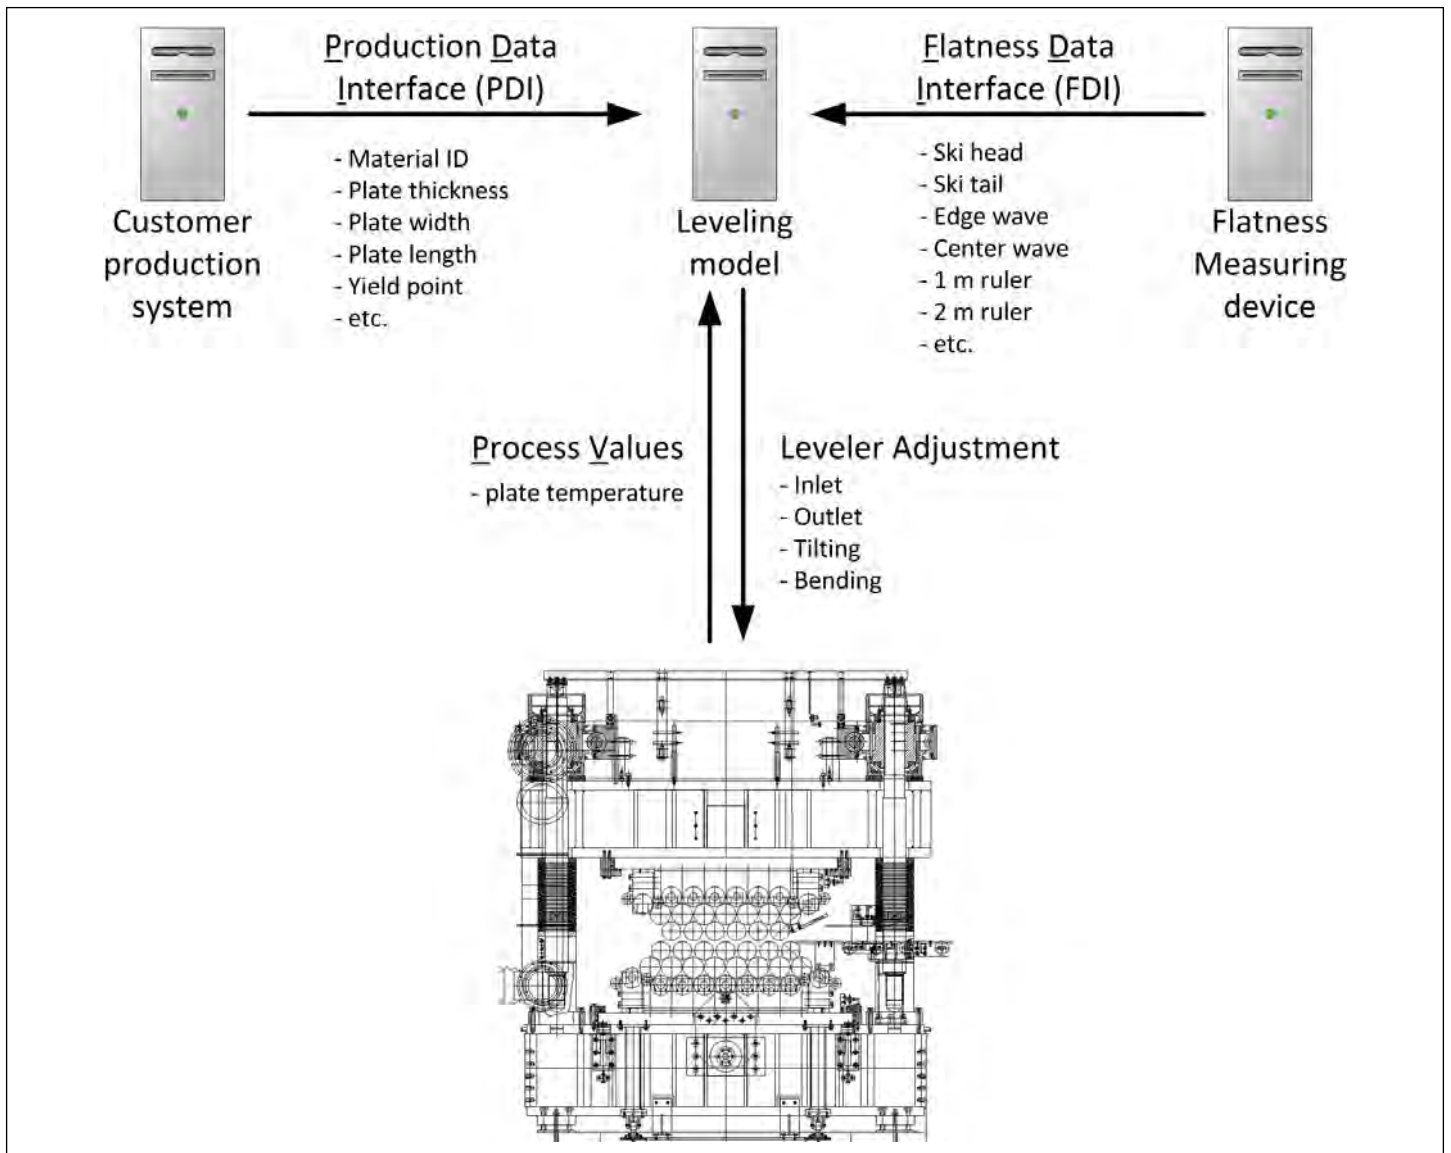 Production Data
Interface (PDI)
- Material ID
- Plate thickness
- Plate width
- Plate length
- Yield point
- etc.
Customer
production
system
Leveling
model
Flatness Data
Interface (FDI)
- Ski head
- Ski tail
- Edge wave
- Center wave
- 1 m ruler
- 2 m ruler
- etc.
Flatness
Measuring
device
Process Values
- plate temperature
Leveler Adjustment
- Inlet
- Outlet
- Tilting
- Bending